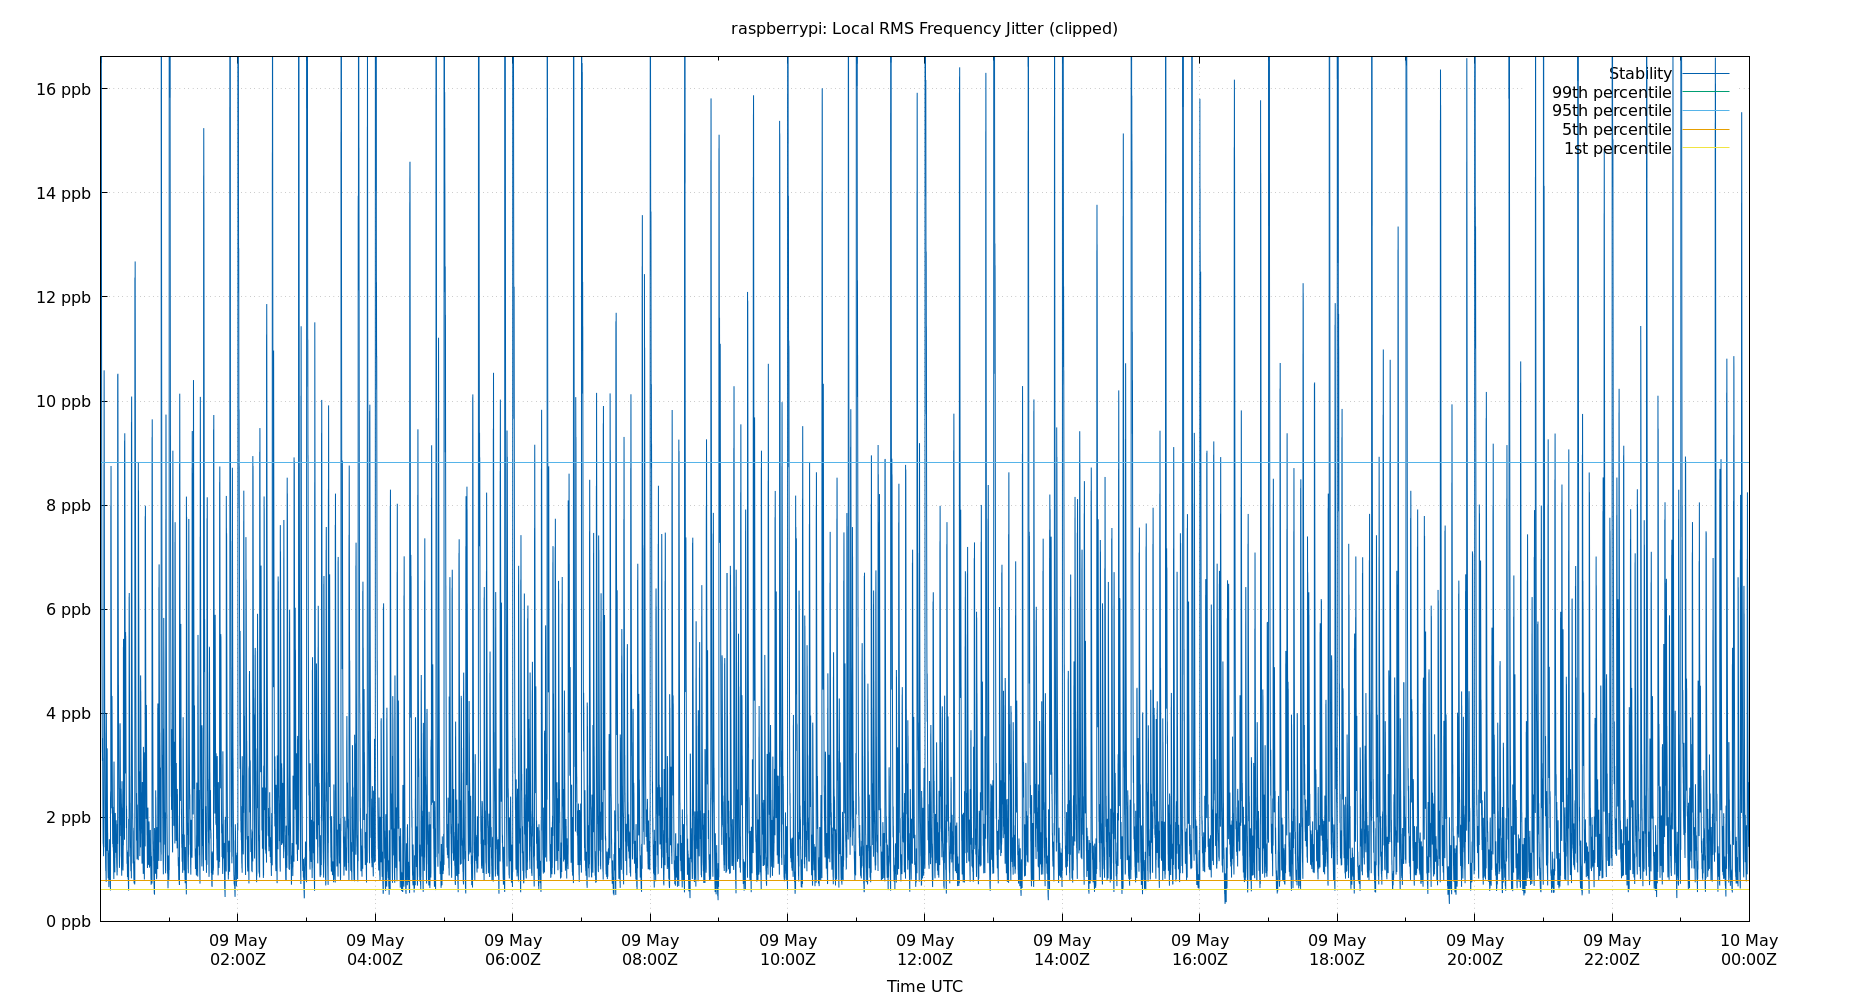 raspberrypi: Local RMS Frequency Jitter (clipped)
16 ppb
14 ppb
12 ppb
10 ppb
8 ppb
6 ppb
4 ppb
2 ppb
0 ppb
Stability
99th percentile
95th percentile
5th percentile
1st percentile
09 May 09 May 09 May 09 May 09 May 09 May 09 May 09 May 09 May 09 May 09 May 10 May
02:00Z 04:00Z 06:00Z 08:00Z 10:00Z 12:00Z 14:00Z 16:00Z 18:00Z 20:00Z 22:00Z 00:00Z
Time UTC